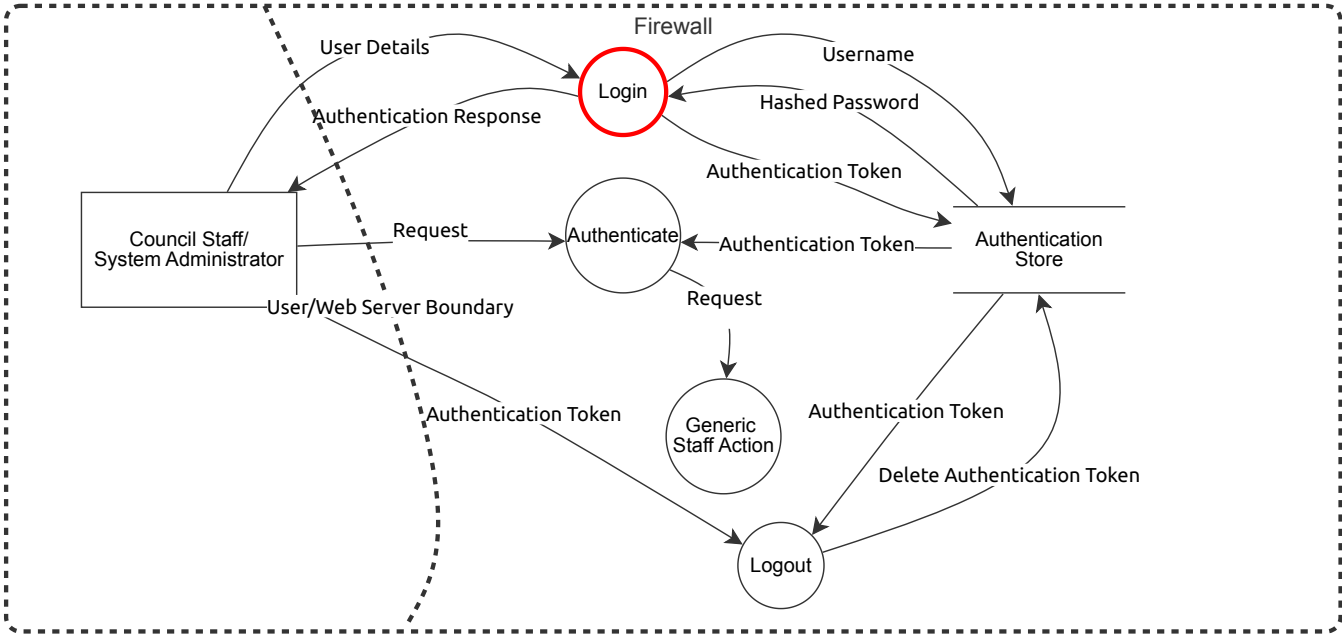 Firewall
User Details
Username
Login
Hashed Password
Authentication Response
Authentication Token
Council Staff/
System Administrator
Request
Authenticate
Authentication Token
Authentication
Store
Request
User/Web Server Boundary
Authentication Token
Generic
Staff Action
Authentication Token
Delete Authentication Token
Logout